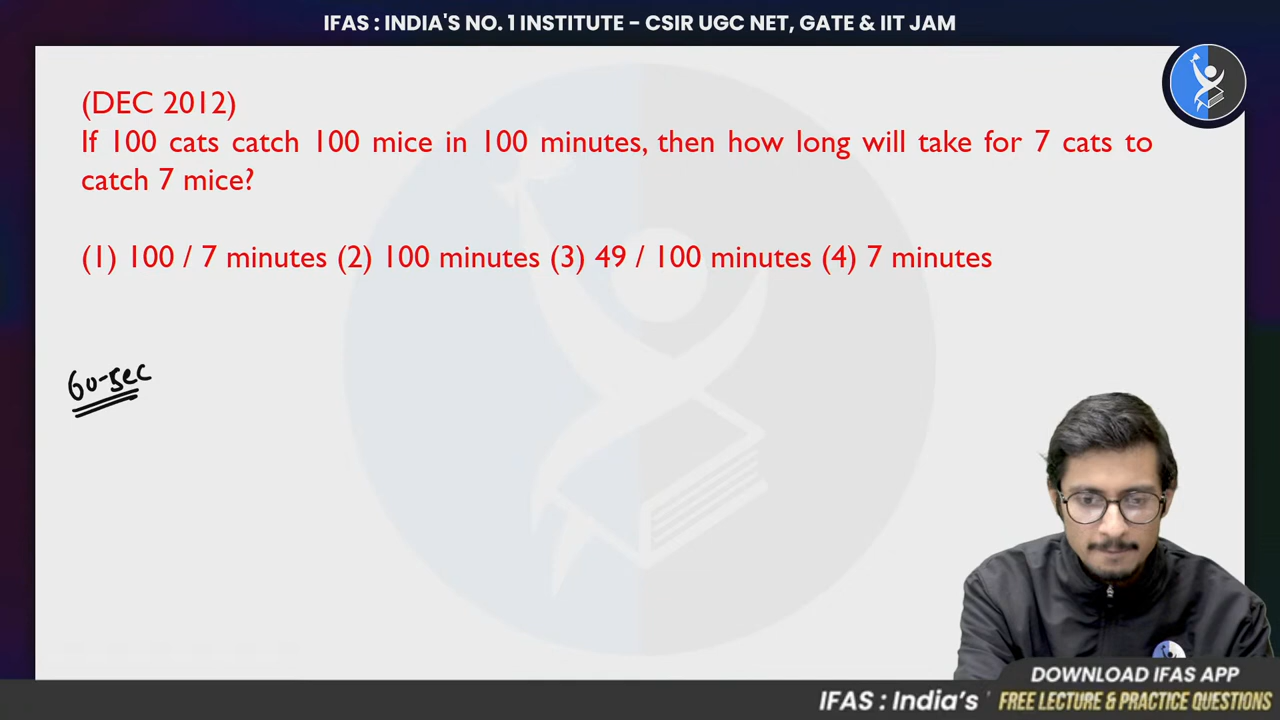 IFAS : INDIA'S NO. 1 INSTITUTE - CSIR UGC NET, GATE & IIT JAM
(DEC 2012)
If 100 cats catch 100 mice in 100 minutes, then how long will take for 7 cats to
catch 7 mice?
(1) 100 / 7 minutes (2) 100 minutes (3) 49 / 100 minutes (4) 7 minutes
60-sec
DOWNLOAD IFAS APP
IFAS : India's
FREE LECTURE & PRACTICE QUESTIONS